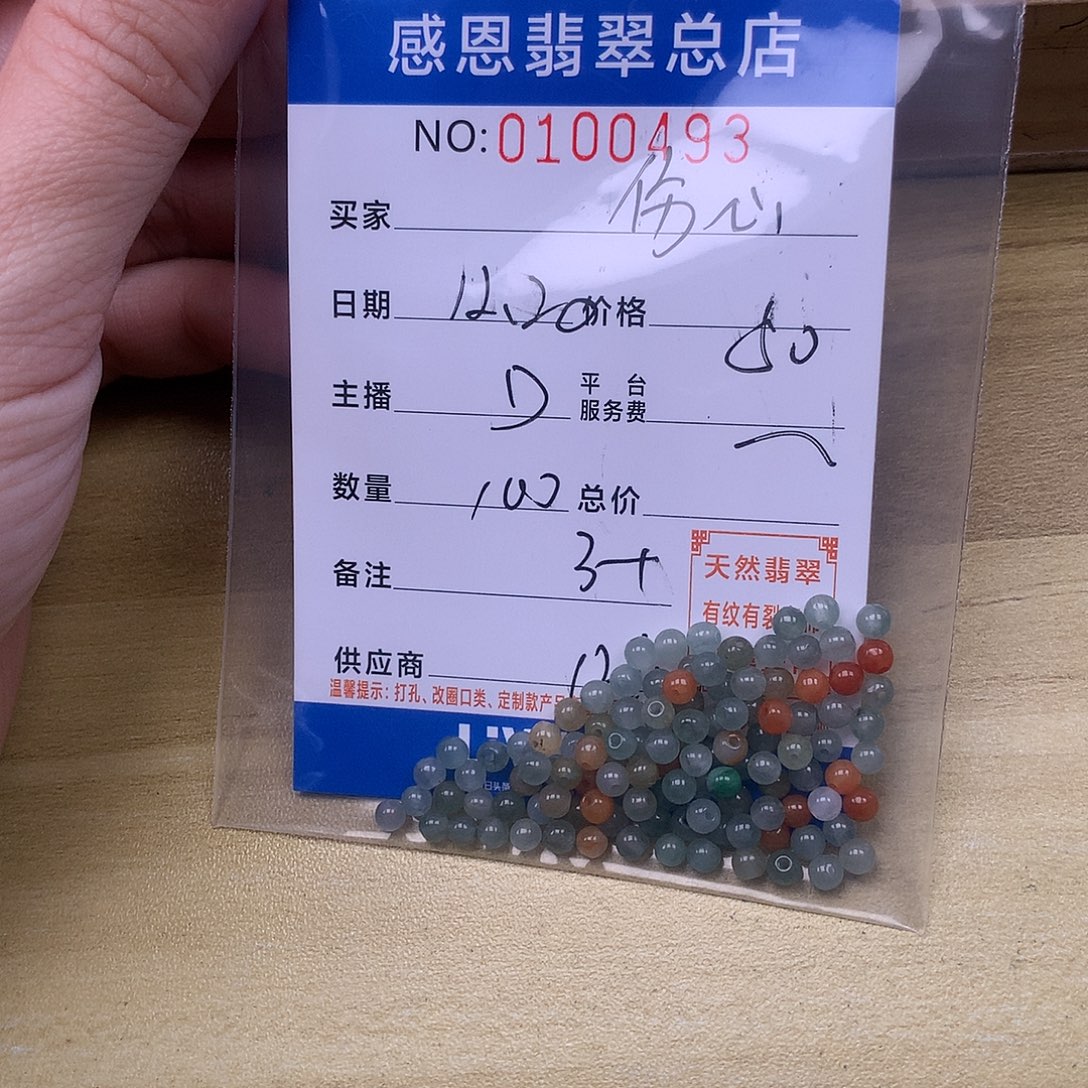 感恩翡翠总店
NO:0100493
买家 伤心
日期 12.20 价格 50
主播 D 平台服务费
数量 100 总价
备注 3+
天然翡翠
有纹有裂
供应商
温馨提示:打孔、改圈口类、定制款产